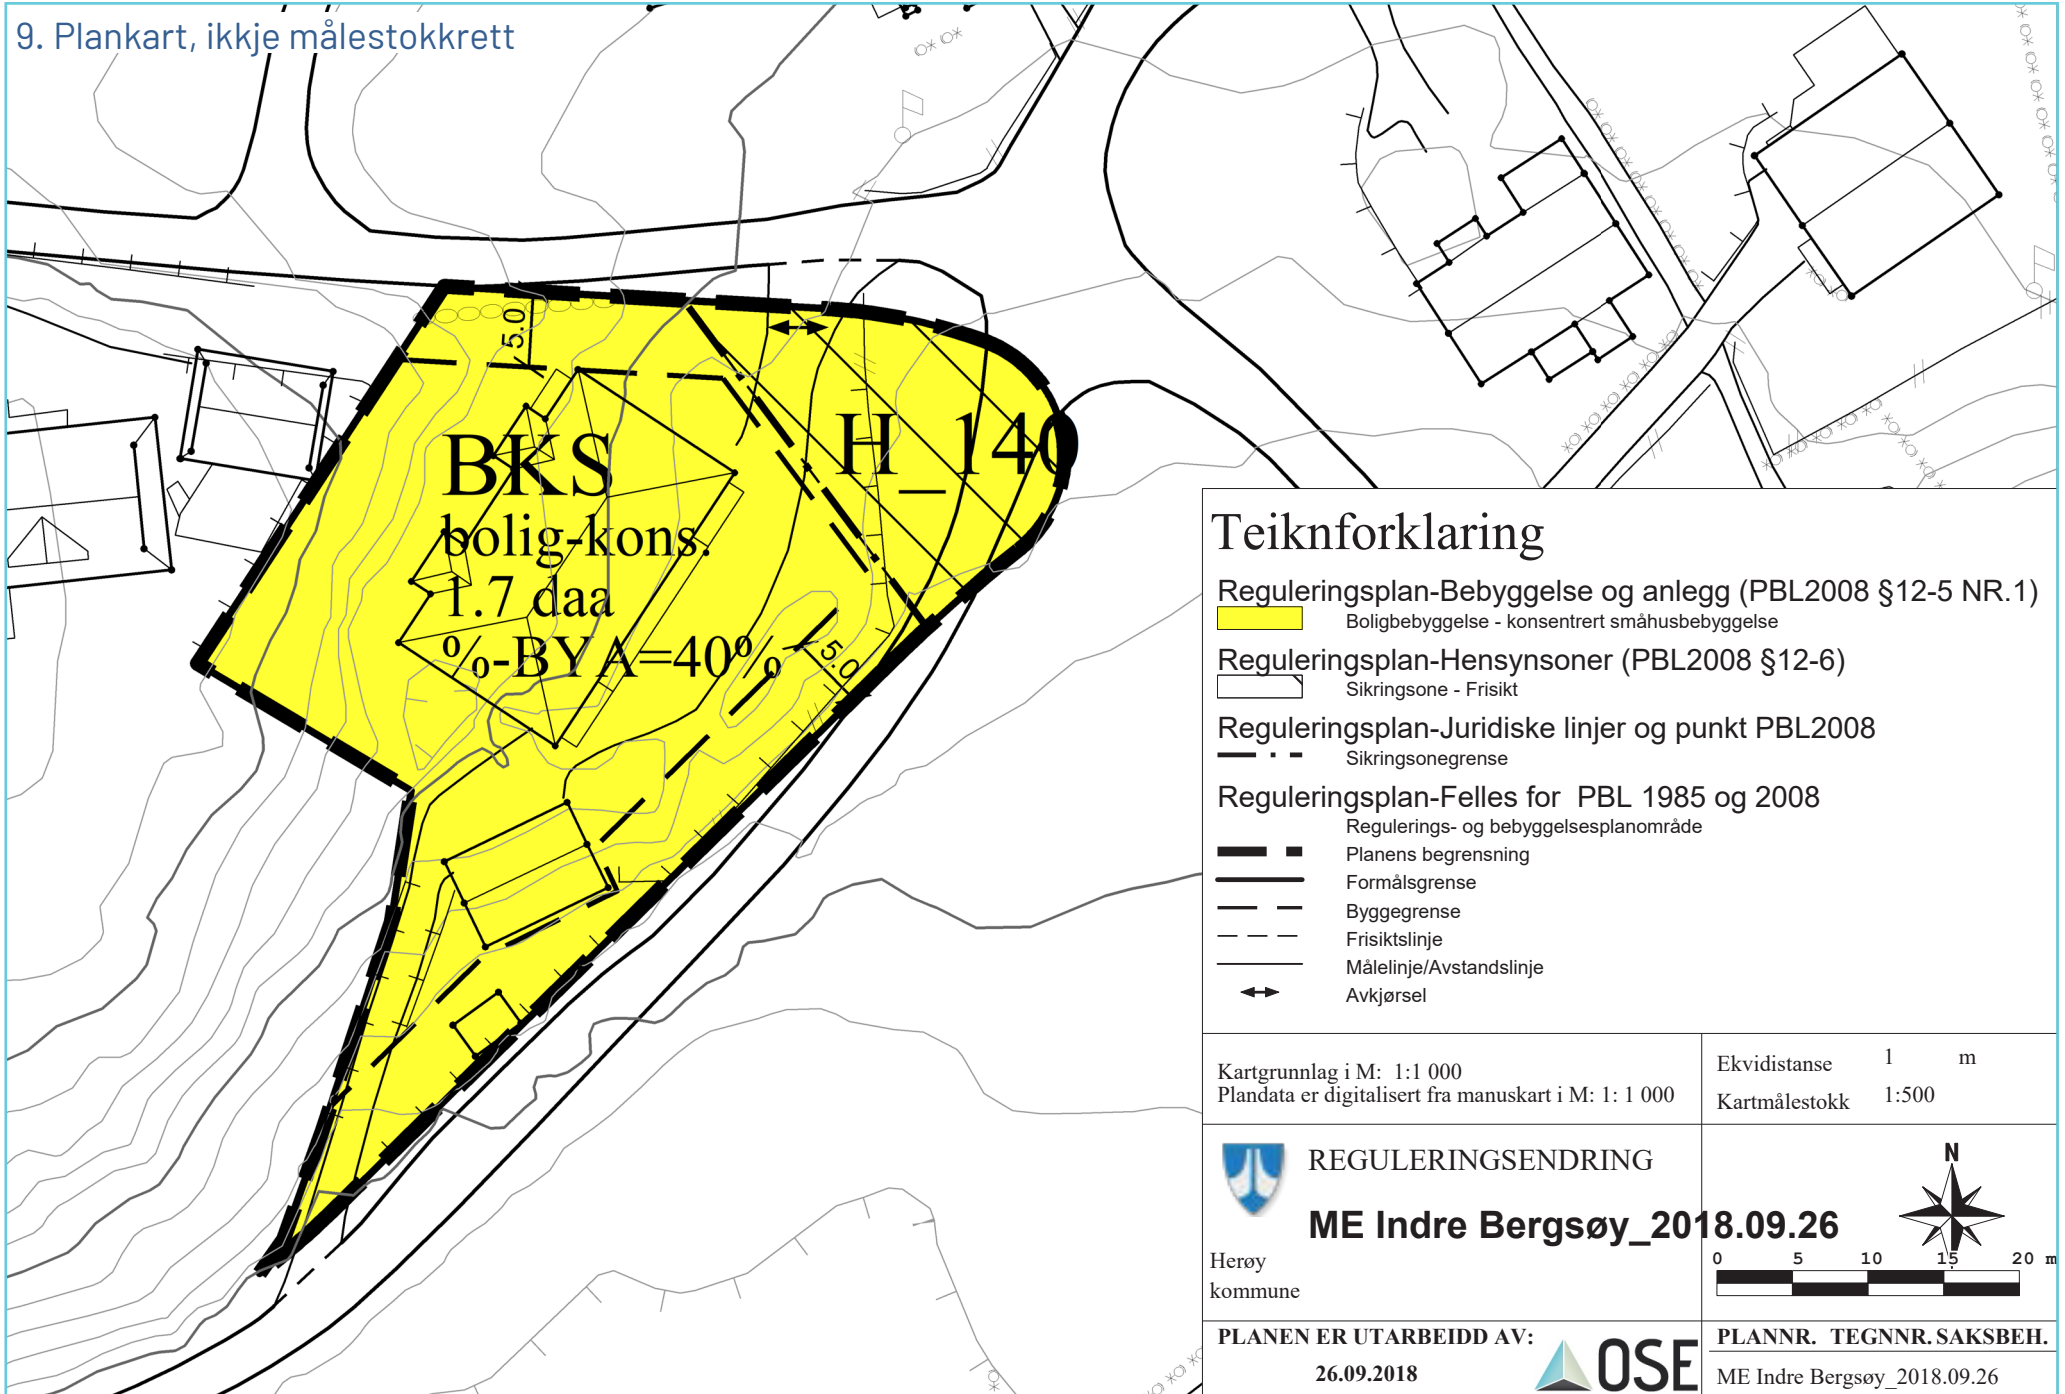 9. Plankart, ikkje målestokkrett
5.0
BKS
bolig-kons.
1.7 daa
%-BYA=40%
H_140
5.0
Teiknforklaring
Reguleringsplan-Bebyggelse og anlegg (PBL2008 §12-5 NR.1)
Boligbebyggelse - konsentrert småhusbebyggelse
Reguleringsplan-Hensynsoner (PBL2008 §12-6)
Sikringsone - Frisikt
Reguleringsplan-Juridiske linjer og punkt PBL2008
Sikringsonegrense
Reguleringsplan-Felles for PBL 1985 og 2008
Regulerings- og bebyggelsesplanområde
Planens begrensning
Formålsgrense
Byggegrense
Frisiktslinje
Målelinje/Avstandslinje
Avkjørsel
Kartgrunnlag i M: 1:1 000
Plandata er digitalisert fra manuskart i M: 1: 1 000
Ekvidistanse 1 m
Kartmålestokk 1:500
REGULERINGSENDRING
ME Indre Bergsøy_2018.09.26
Herøy
kommune
N
0 5 10 15 20 m
PLANEN ER UTARBEIDD AV:
26.09.2018
OSE
PLANNR. TEGNNR. SAKSBEH.
ME Indre Bergsøy_2018.09.26